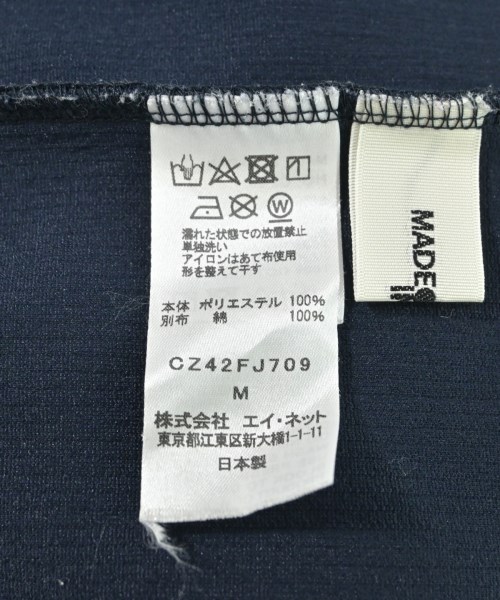 濡れた状態での放置禁止
単独洗い
アイロンはあて布使用
形を整えて干す
本体 ポリエステル 100%
別布 綿 100%
CZ42FJ709
M
株式会社 エイ・ネット
東京都江東区新大橋1-1-11
日本製
MADE